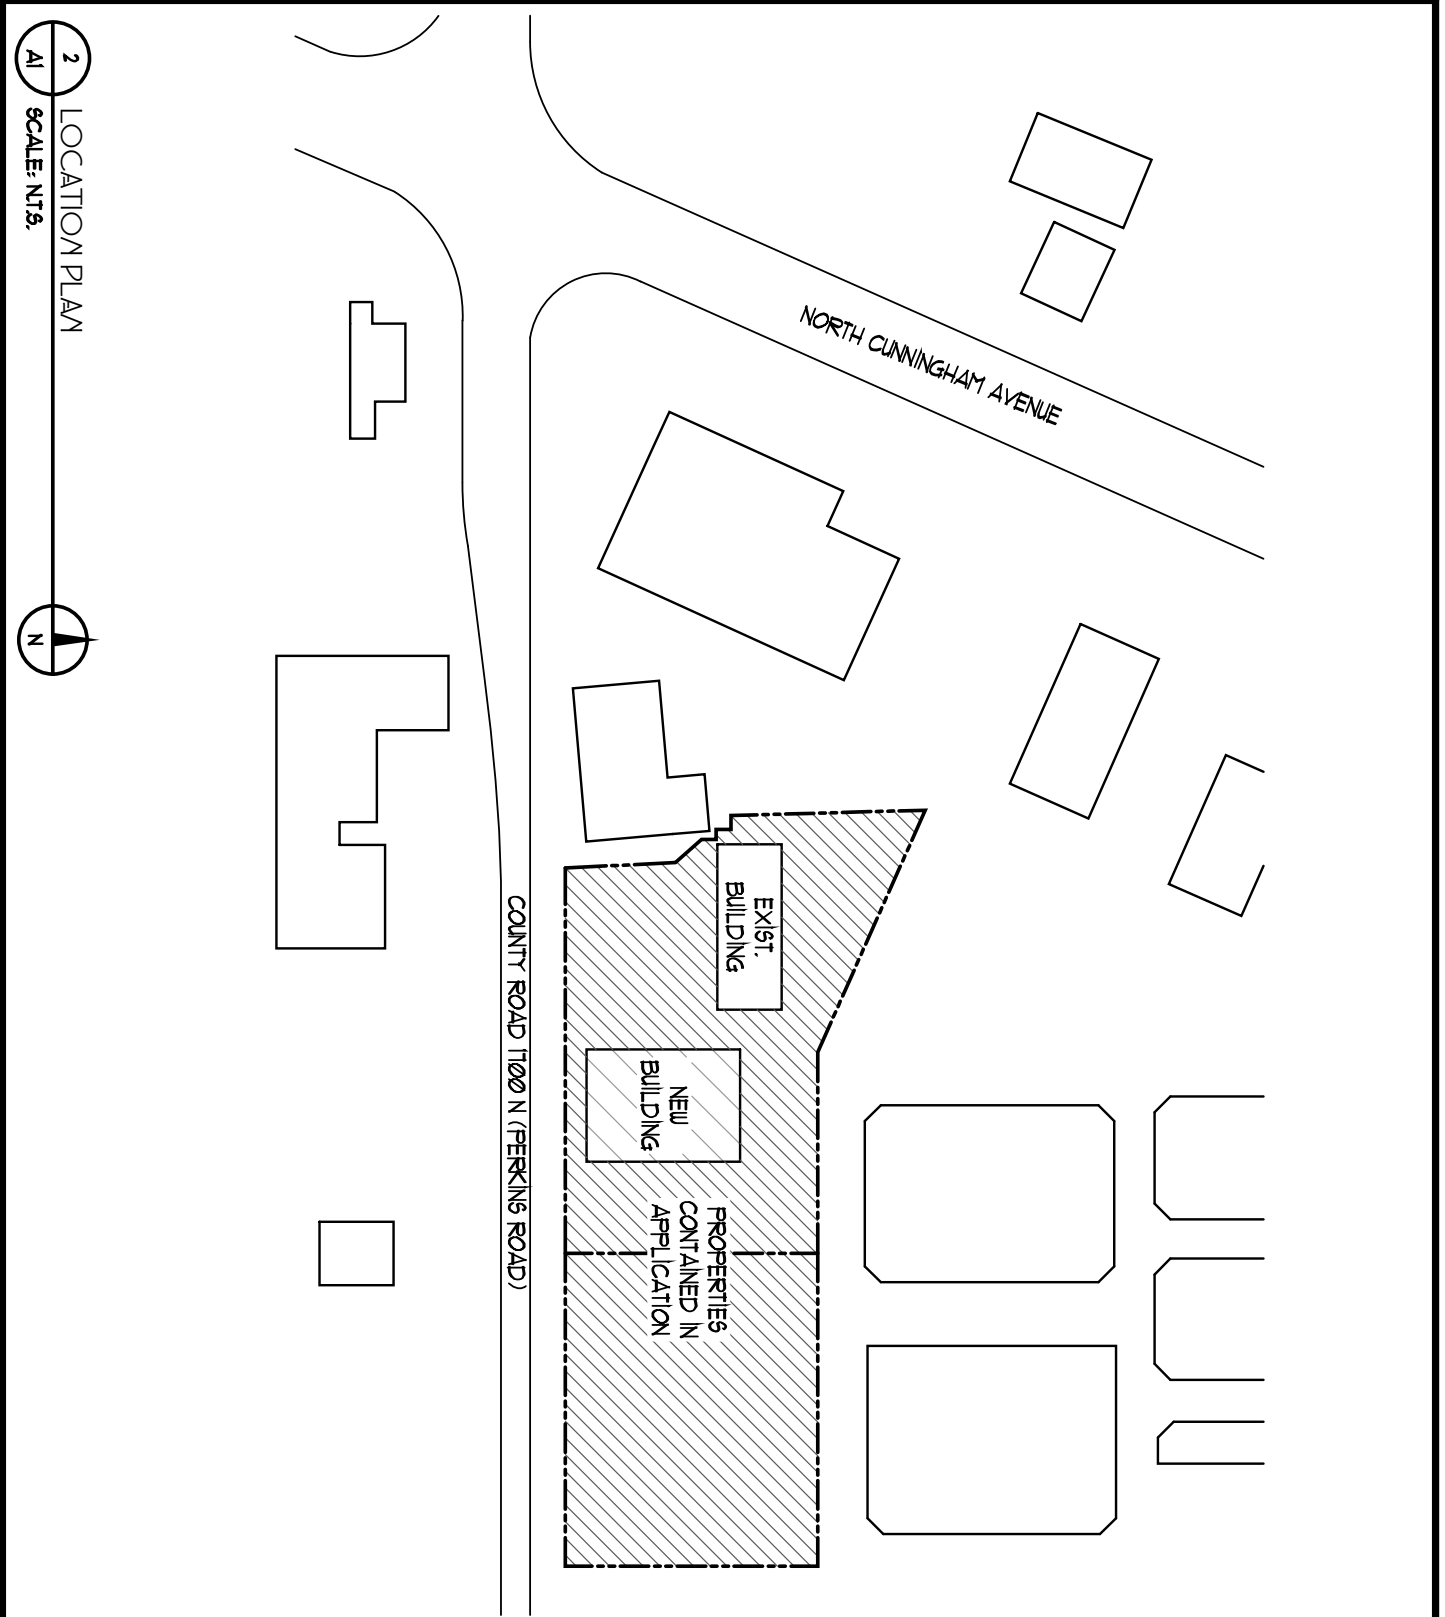 NORTH CUNNINGHAM AVENUE
EXIST.
BUILDING
NEW
BUILDING
PROPERTIES
CONTAINED IN
APPLICATION
COUNTY ROAD 1700 N (PERKINS ROAD)
2
A1
LOCATION PLAN
SCALE: N.T.S.
N